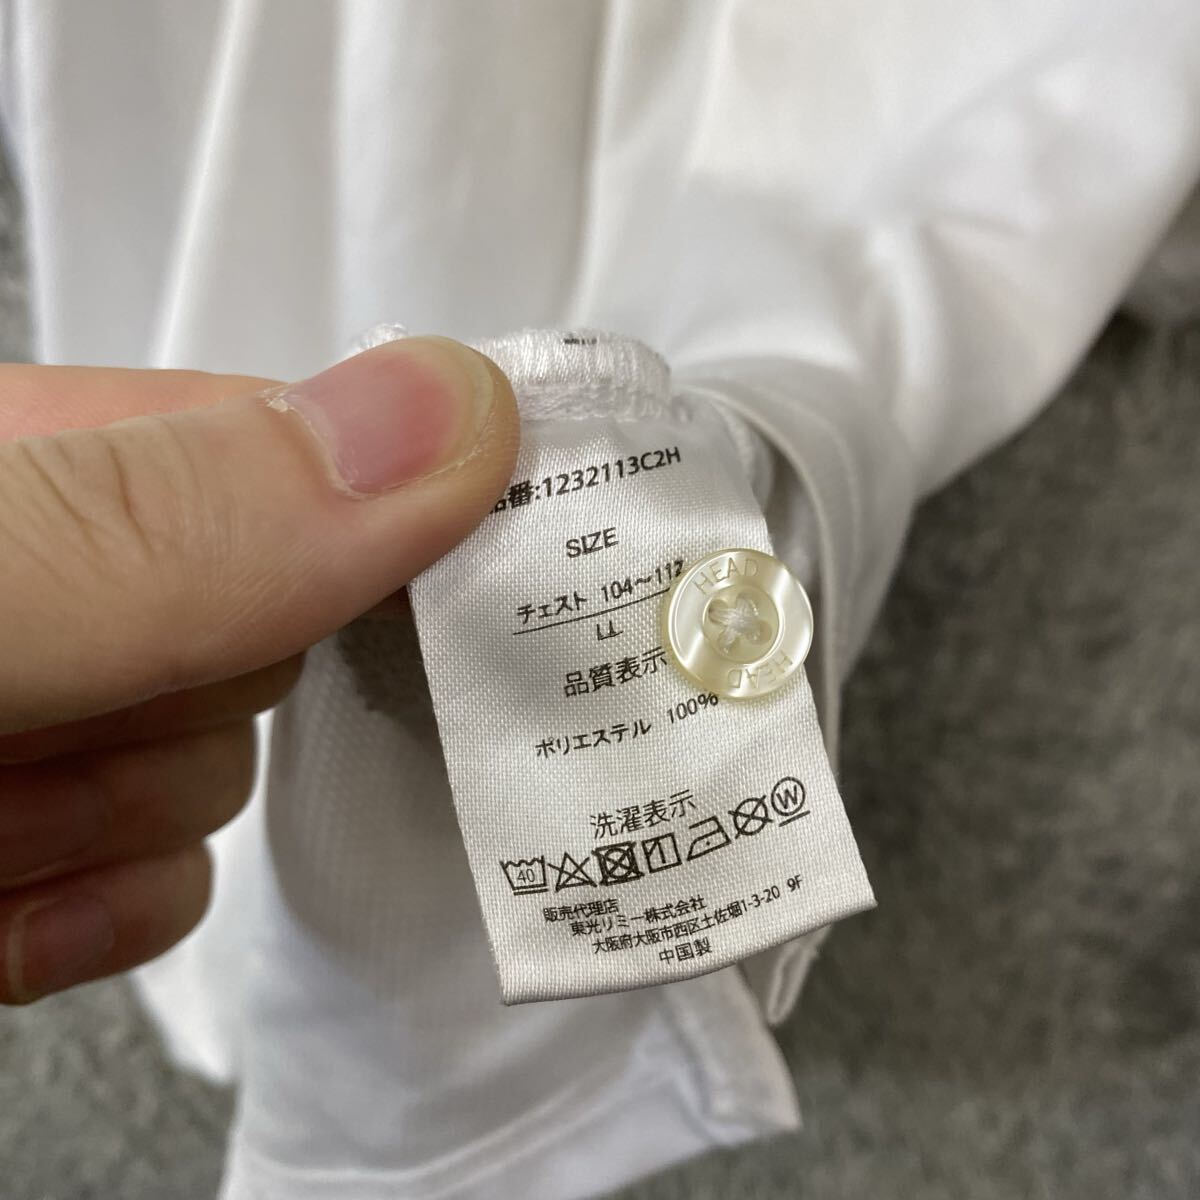 番:1232113C2H
SIZE
チェスト 104～112
LL
品質表示
HEAD
HEAD
ポリエステル 100%
洗濯表示
40
W
販売代理店
東光リミー株式会社
大阪府大阪市西区土佐堀1-3-20 9F
中国製